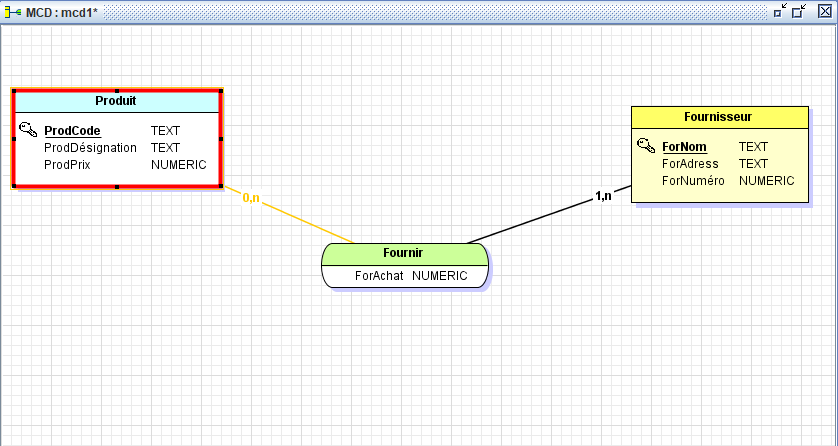 MCD : mcd1*
Produit
ProdCode TEXT
ProdDésignation TEXT
ProdPrix NUMERIC
Fournisseur
ForNom TEXT
ForAdress TEXT
ForNuméro NUMERIC
0,n
1,n
Fournir
ForAchat NUMERIC